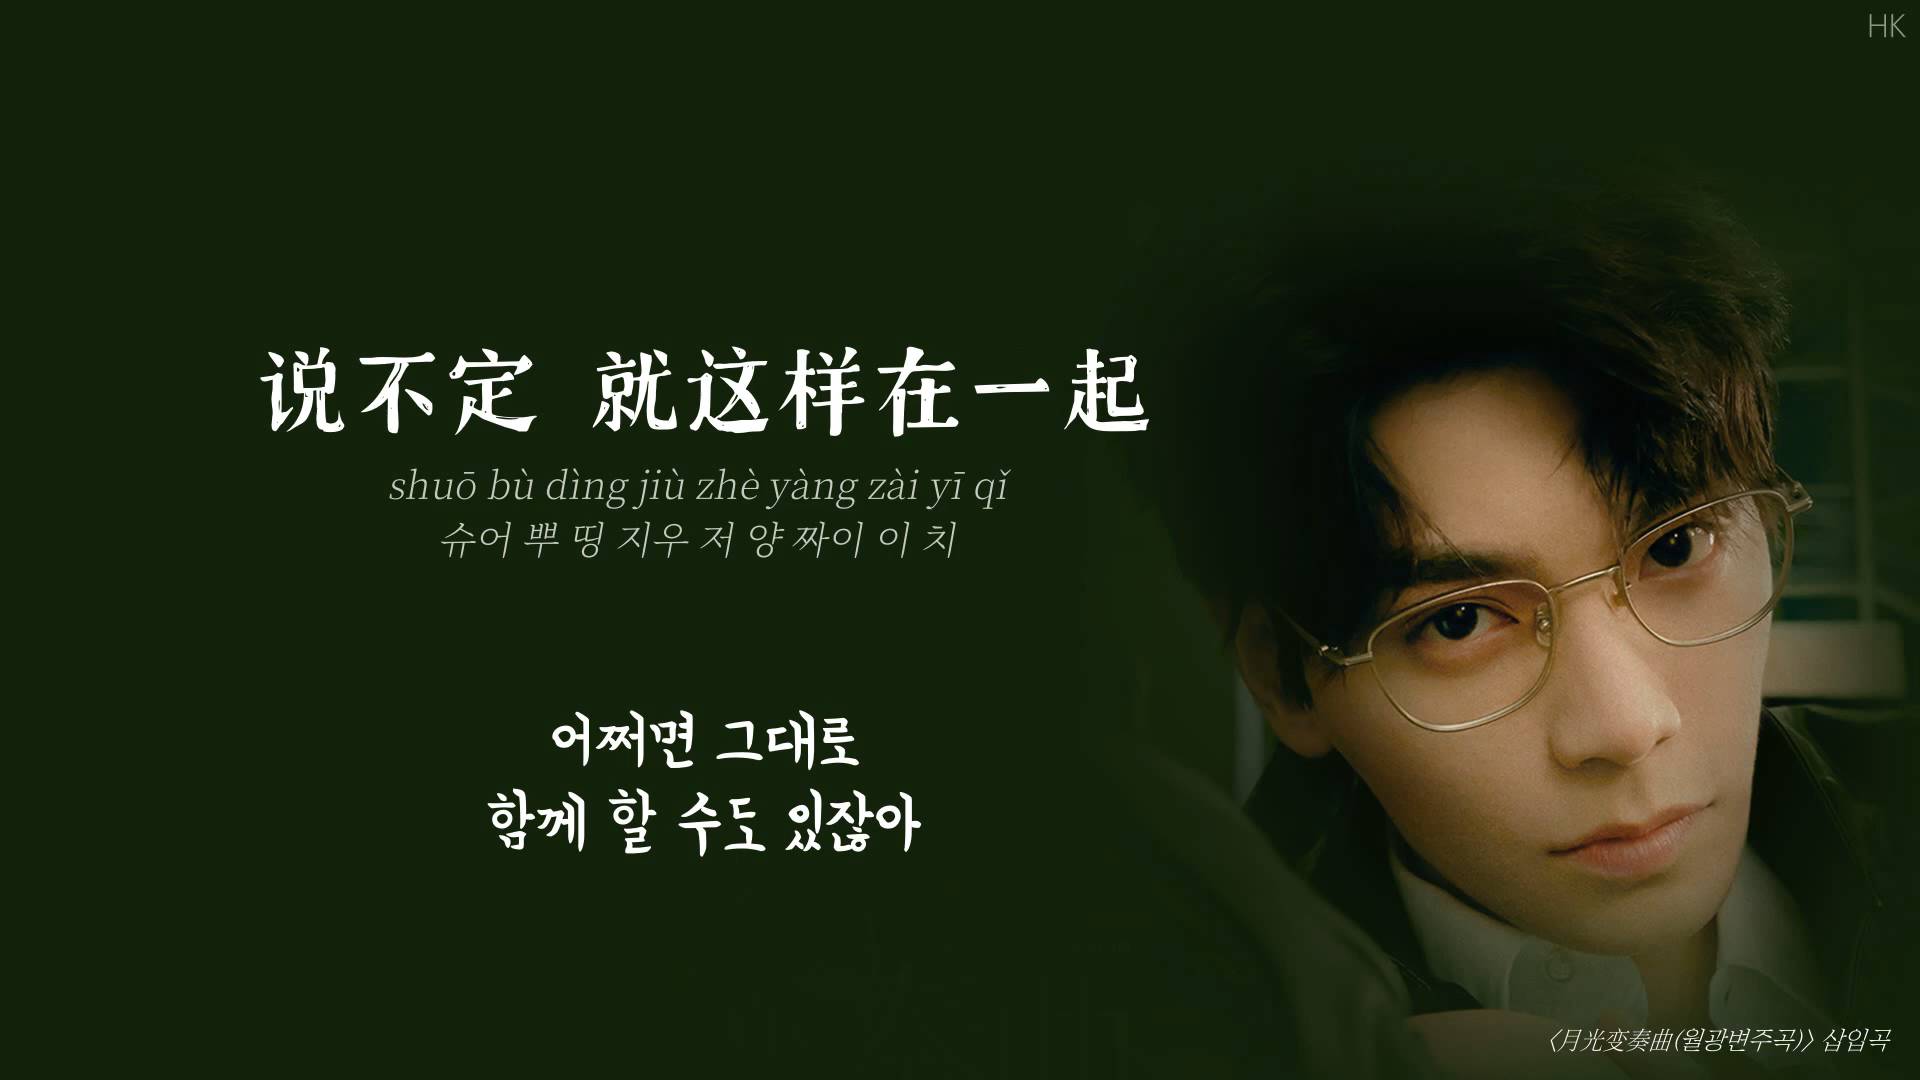 HK
说不定 就这样在一起
shuō bù dìng jiù zhè yàng zài yī qǐ
슈어 뿌 띵 지우 저 양 짜이 이 치
어쩌면 그대로
함께 할 수도 있잖아
〈月光变奏曲(월광변주곡)〉 삽입곡